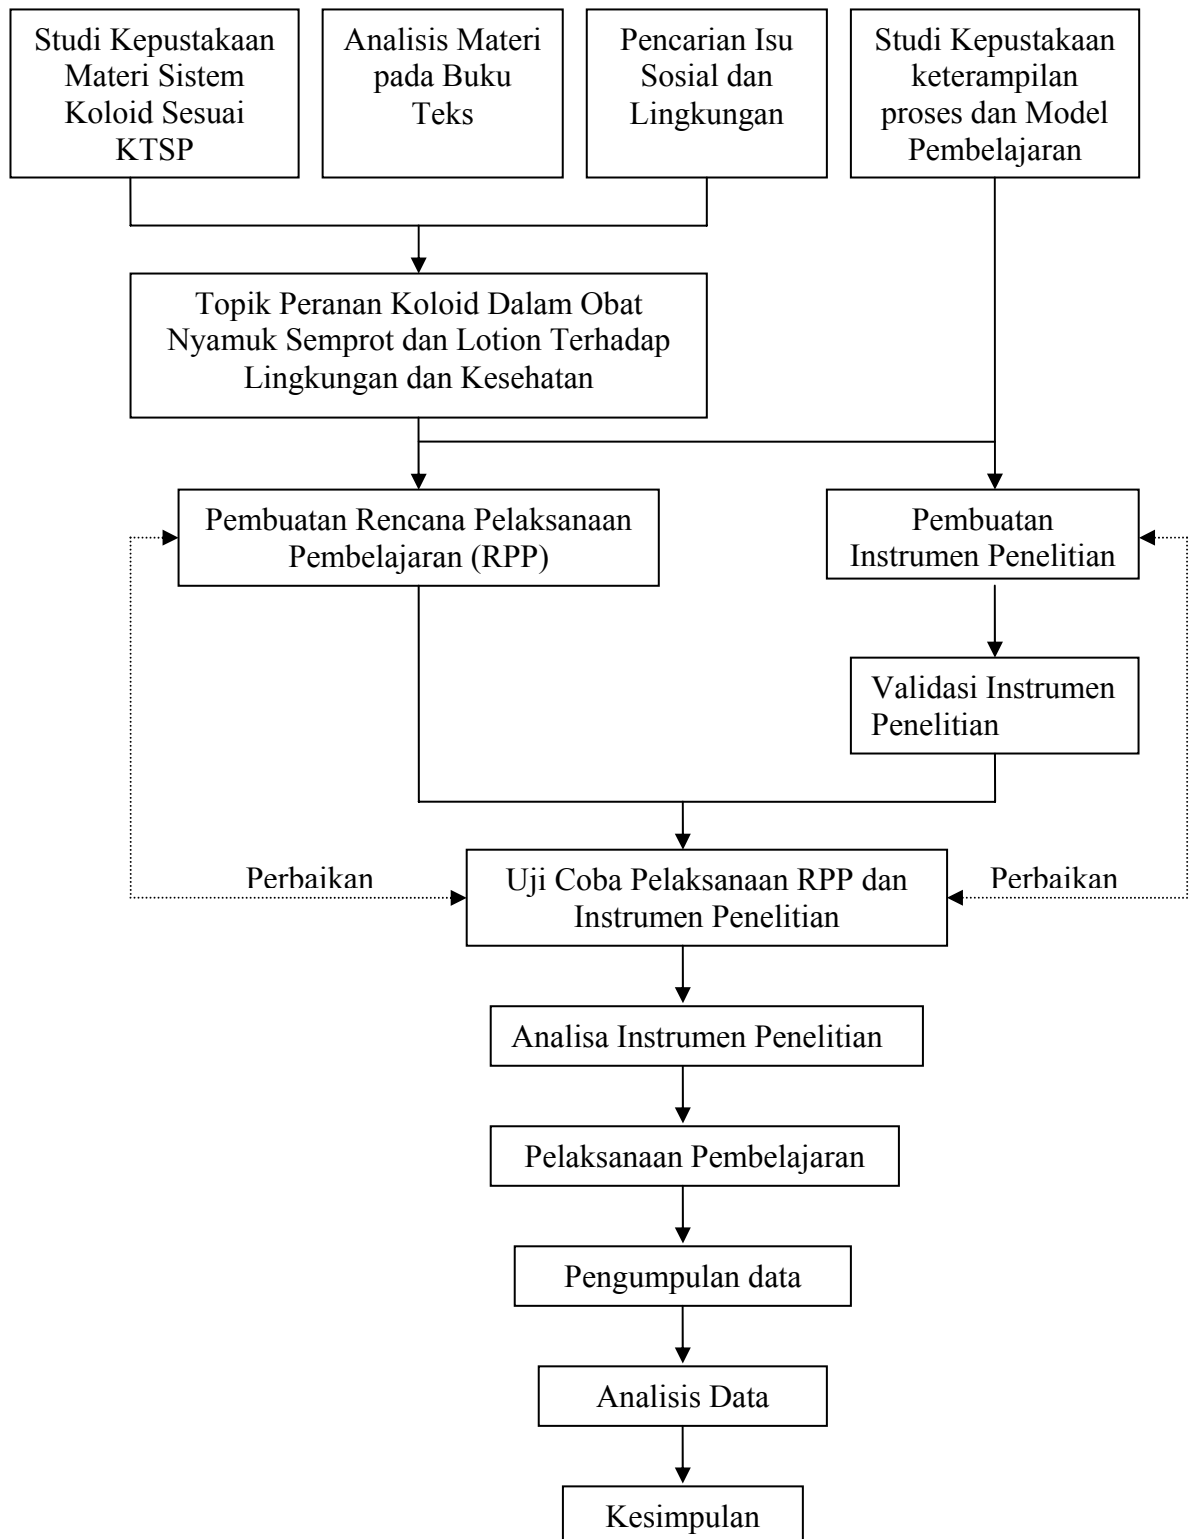 Studi Kepustakaan
Materi Sistem
Koloid Sesuai
KTSP
Analisis Materi
pada Buku
Teks
Pencarian Isu
Sosial dan
Lingkungan
Studi Kepustakaan
keterampilan
proses dan Model
Pembelajaran
Topik Peranan Koloid Dalam Obat
Nyamuk Semprot dan Lotion Terhadap
Lingkungan dan Kesehatan
Pembuatan Rencana Pelaksanaan
Pembelajaran (RPP)
Pembuatan
Instrumen Penelitian
Validasi Instrumen
Penelitian
Perbaikan
Uji Coba Pelaksanaan RPP dan
Instrumen Penelitian
Perbaikan
Analisa Instrumen Penelitian
Pelaksanaan Pembelajaran
Pengumpulan data
Analisis Data
Kesimpulan